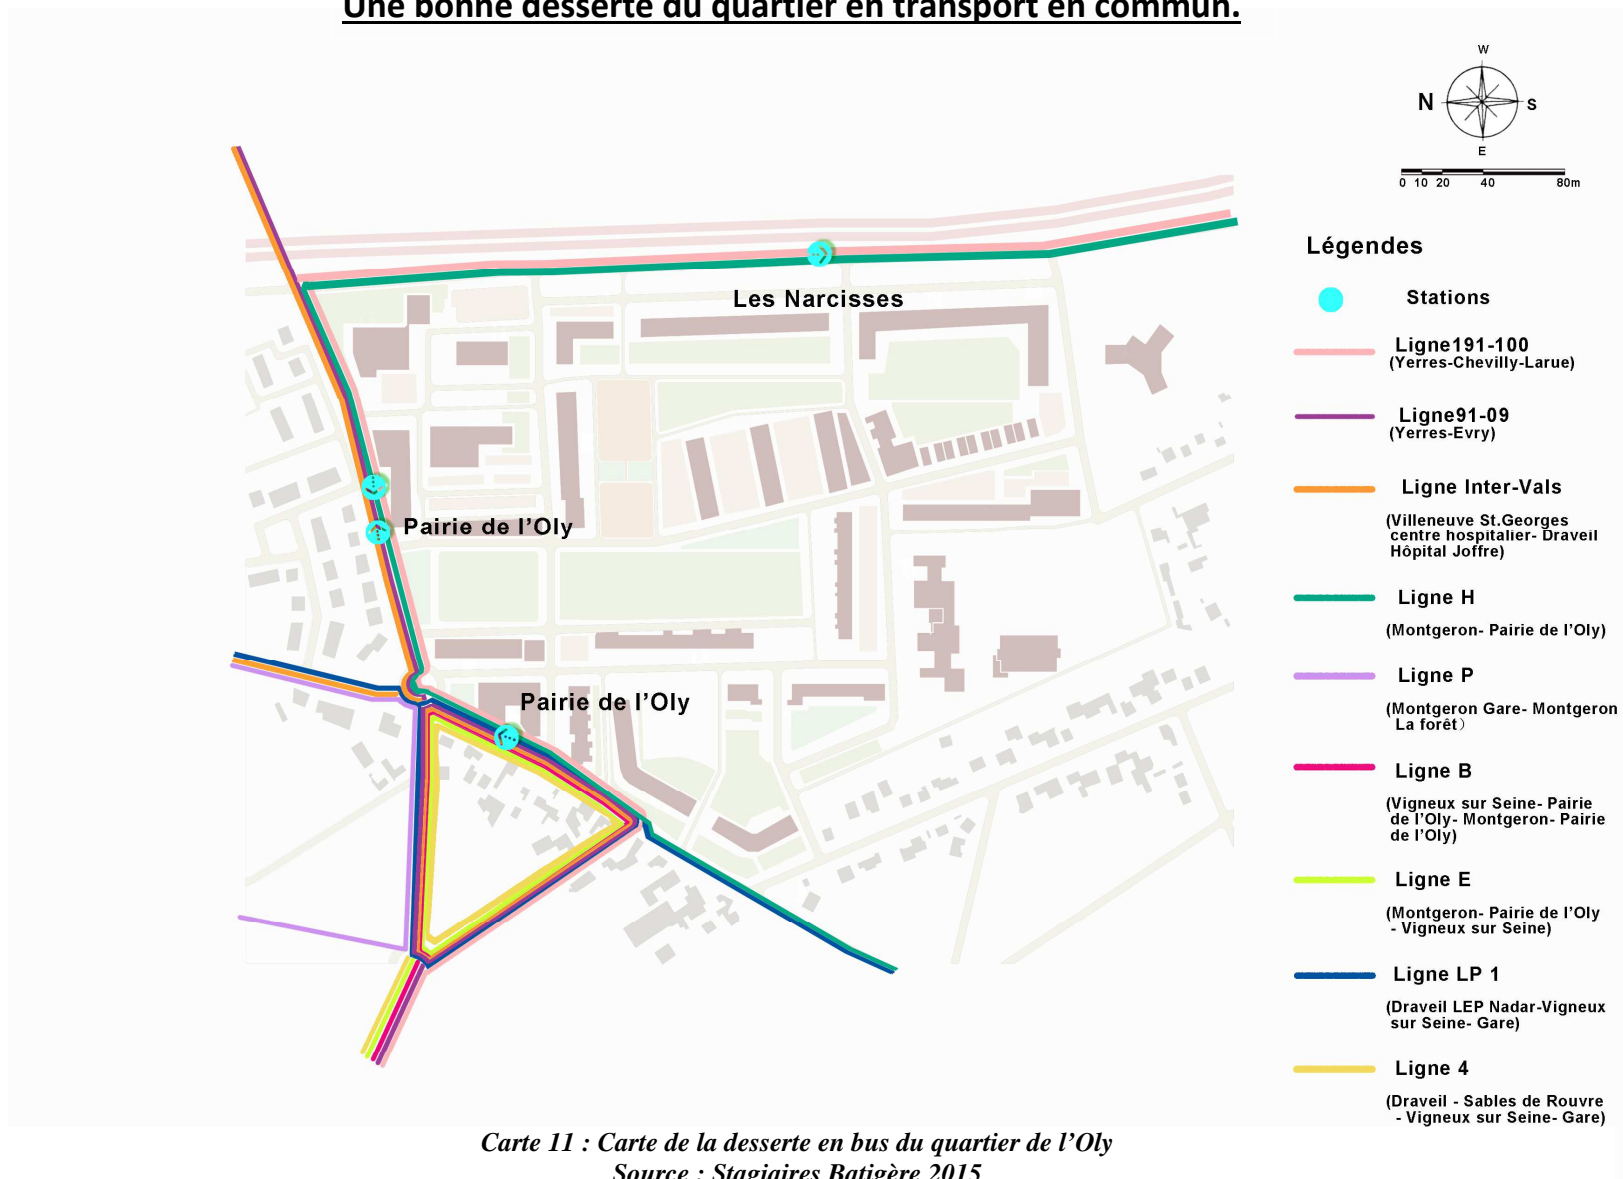 Une bonne desserte du quartier en transport en commun.
W
N
S
E
0 10 20 40 80m
Légendes
Stations
Ligne191-100
(Yerres-Chevilly-Larue)
Ligne91-09
(Yerres-Evry)
Ligne Inter-Vals
(Villeneuve St.Georges
centre hospitalier- Draveil
Hôpital Joffre)
Ligne H
(Montgeron- Pairie de l’Oly)
Ligne P
(Montgeron Gare- Montgeron
La forêt）
Ligne B
(Vigneux sur Seine- Pairie
de l’Oly- Montgeron- Pairie
de l’Oly)
Ligne E
(Montgeron- Pairie de l’Oly
- Vigneux sur Seine)
Ligne LP 1
(Draveil LEP Nadar-Vigneux
sur Seine- Gare)
Ligne 4
(Draveil - Sables de Rouvre
- Vigneux sur Seine- Gare)
Les Narcisses
Pairie de l’Oly
Pairie de l’Oly
Carte 11 : Carte de la desserte en bus du quartier de l’Oly
Source : Stagiaires Batigère 2015